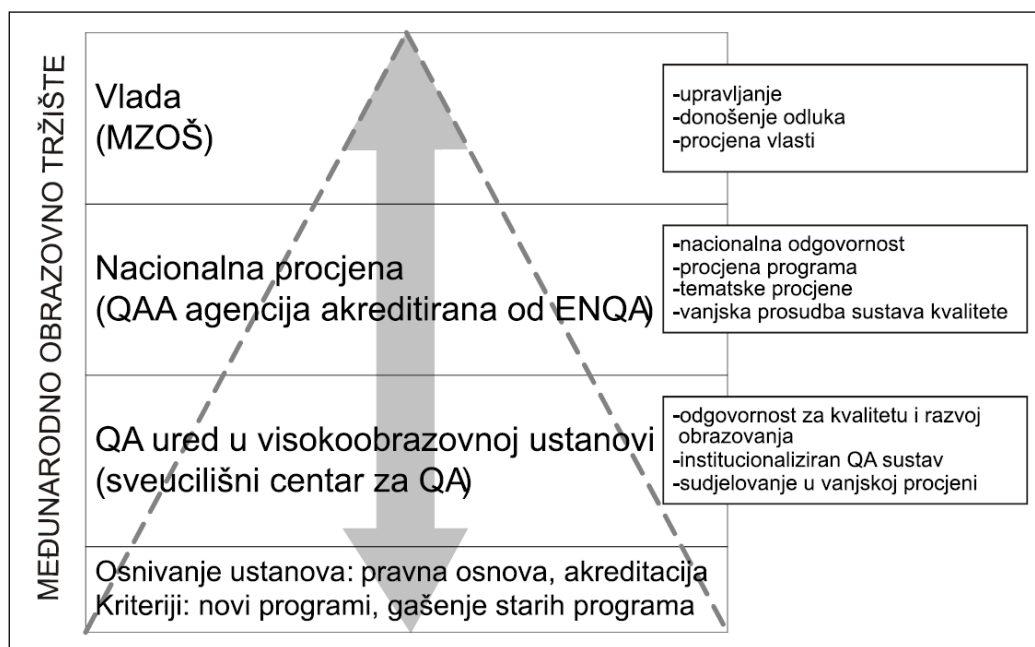 MEĐUNARODNO OBRAZOVNO TRŽIŠTE
Vlada
(MZOŠ)
-upravljanje
-donošenje odluka
-procjena vlasti
Nacionalna procjena
(QAA agencija akreditirana od ENQA)
-nacionalna odgovornost
-procjena programa
-tematske procjene
-vanjska prosudba sustava kvalitete
QA ured u visokoobrazovnoj ustanovi
(sveucilišni centar za QA)
-odgovornost za kvalitetu i razvoj
obrazovanja
-institucionaliziran QA sustav
-sudjelovanje u vanjskoj procjeni
Osnivanje ustanova: pravna osnova, akreditacija
Kriteriji: novi programi, gašenje starih programa